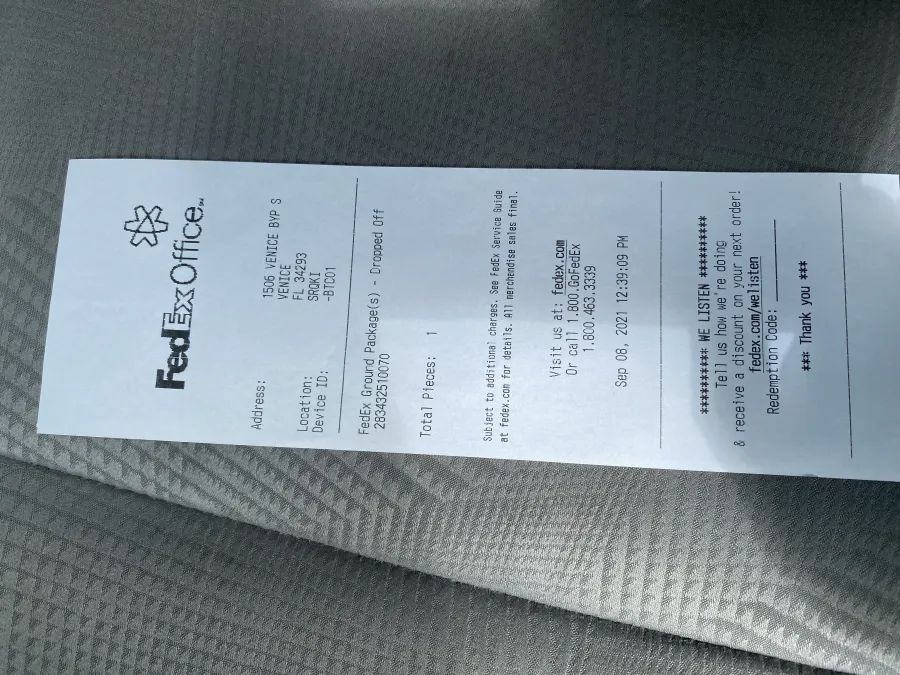 FedEx Office
Address: 1506 VENICE BYP S
VENICE
FL 34293
Location: SRQKI
Device ID: -BTC01
FedEx Ground Package(s) - Dropped Off
283432510070
Total Pieces: 1
Subject to additional charges. See FedEx Service Guide
at fedex.com for details. All merchandise sales final.
Visit us at: fedex.com
Or call 1.800.GoFedEx
1.800.463.3339
Sep 08, 2021 12:39:09 PM
********** WE LISTEN **********
Tell us how we're doing
& receive a discount on your next order!
fedex.com/welisten
Redemption Code: ________
*** Thank you ***